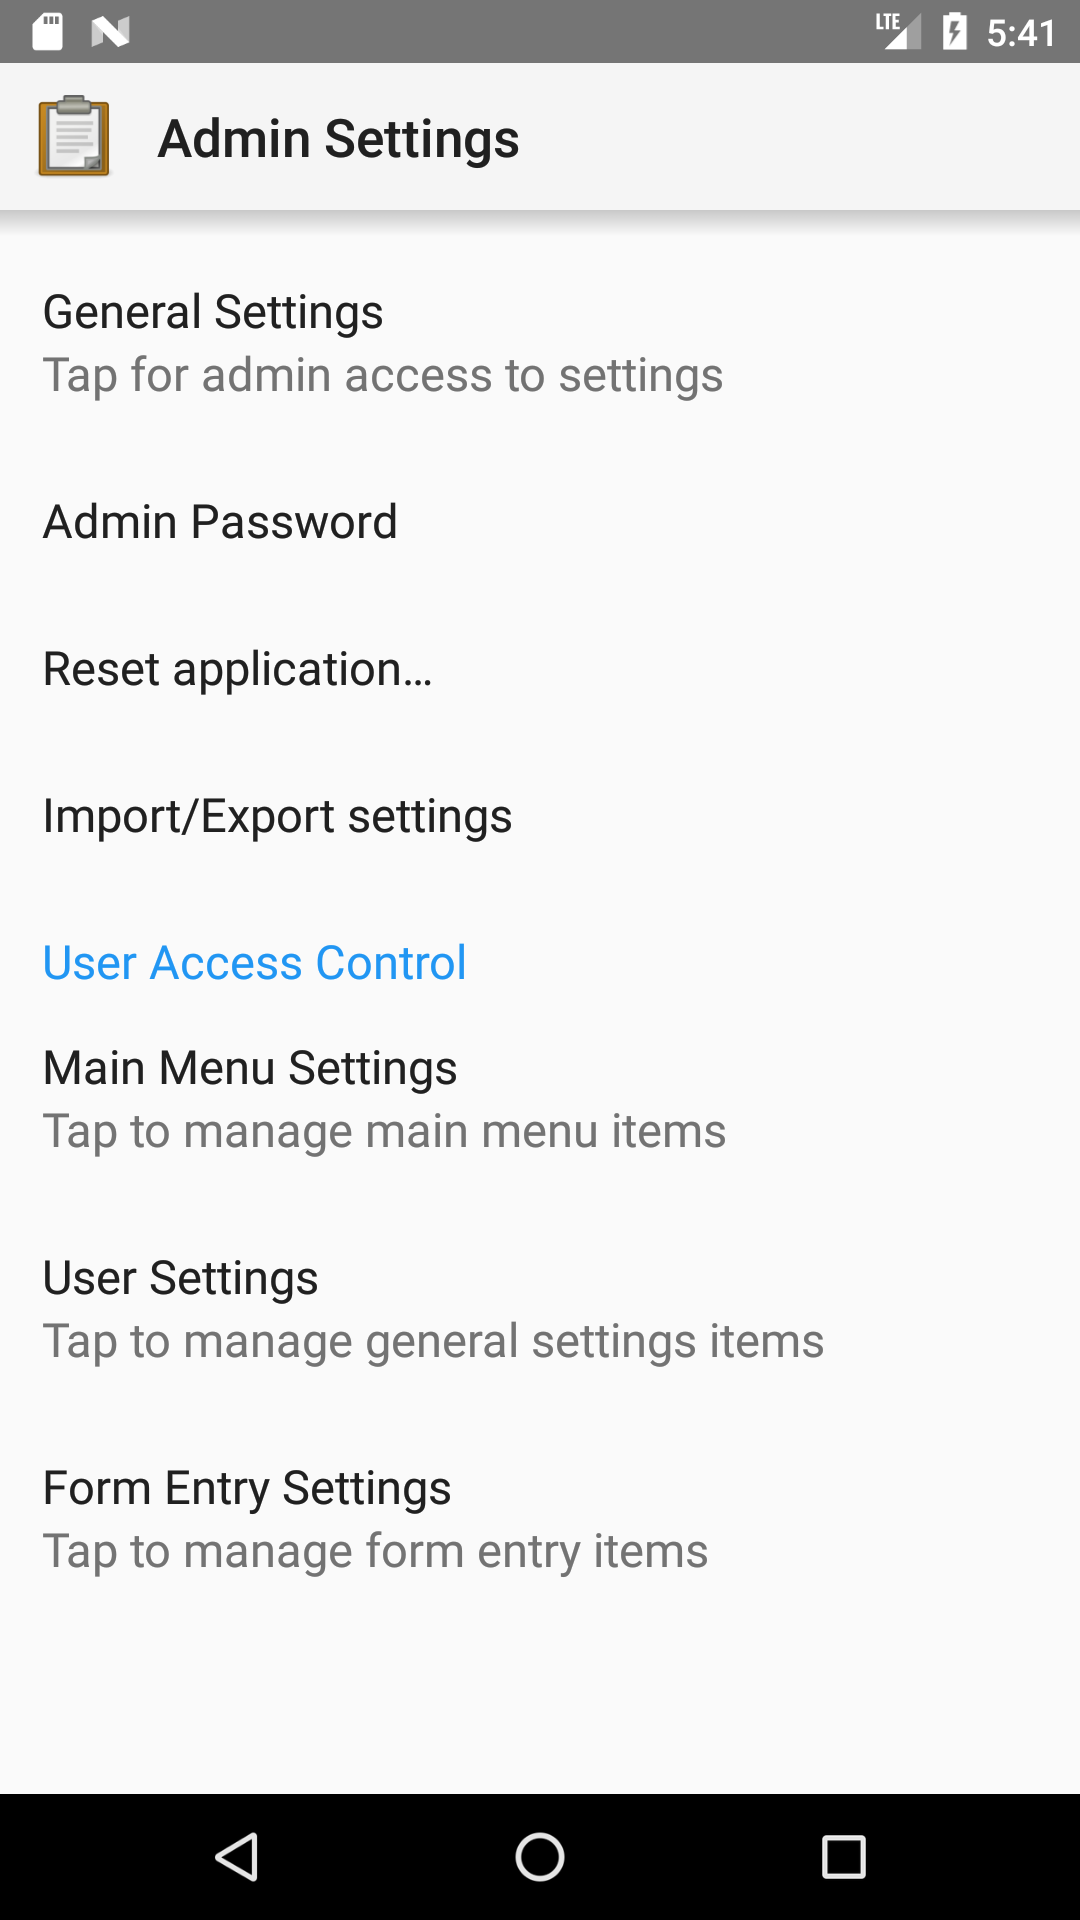 LTE 5:41
Admin Settings
General Settings
Tap for admin access to settings
Admin Password
Reset application...
Import/Export settings
User Access Control
Main Menu Settings
Tap to manage main menu items
User Settings
Tap to manage general settings items
Form Entry Settings
Tap to manage form entry items